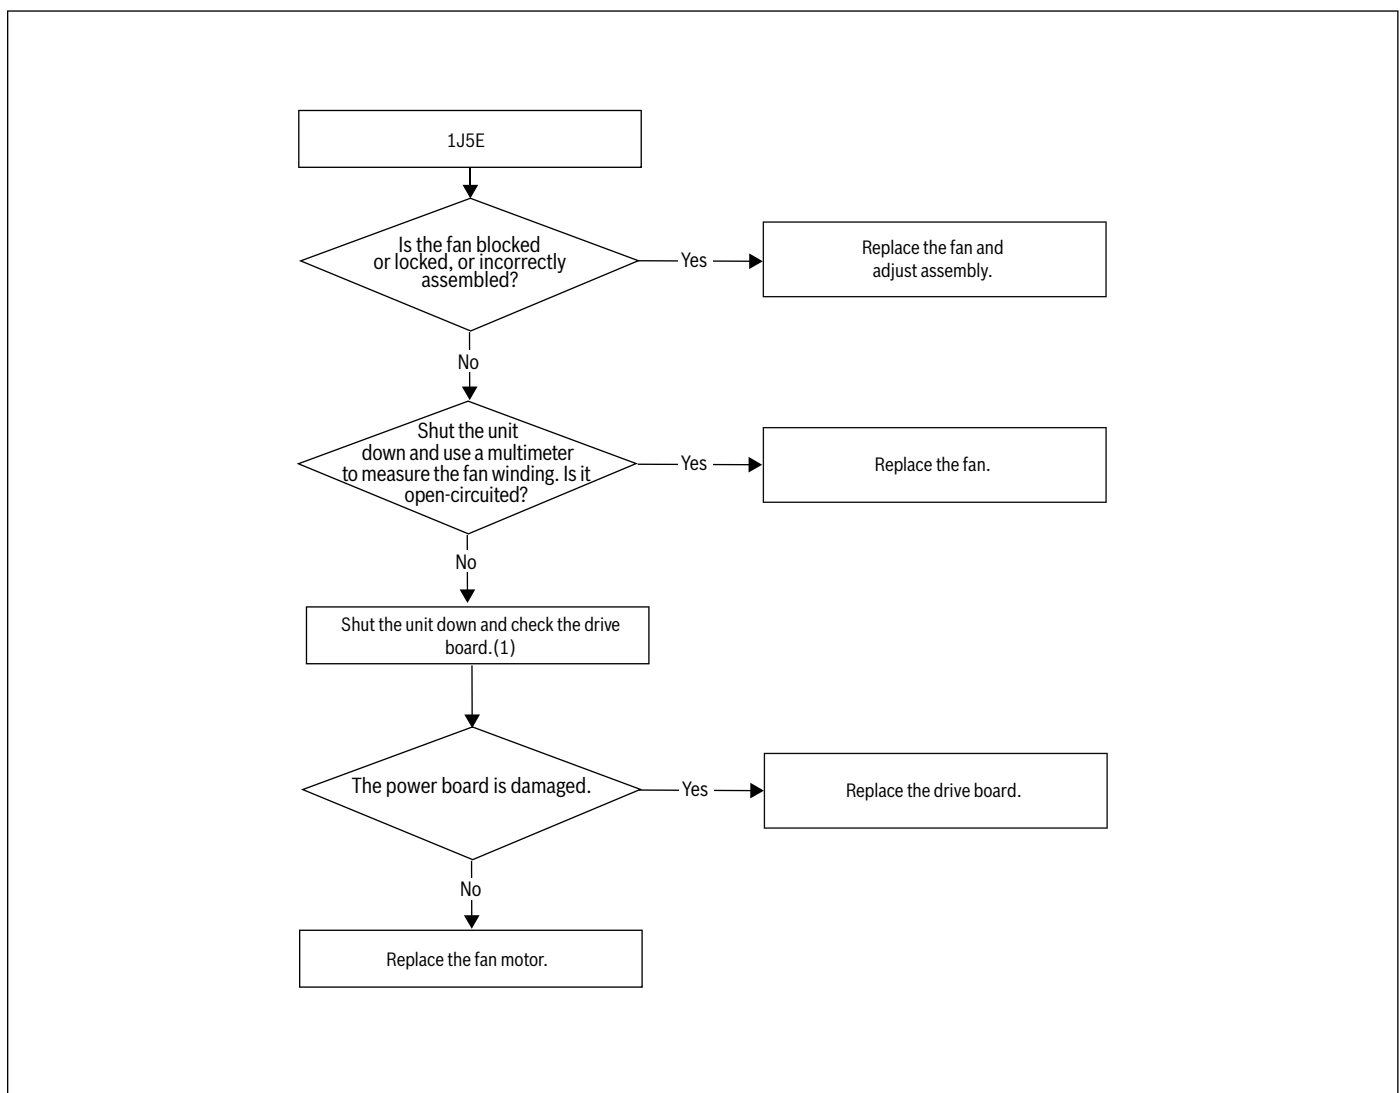 1J5E
Is the fan blocked
or locked, or incorrectly
assembled?
Yes
Replace the fan and
adjust assembly.
No
Shut the unit
down and use a multimeter
to measure the fan winding. Is it
open-circuited?
Yes
Replace the fan.
No
Shut the unit down and check the drive
board.(1)
The power board is damaged.
Yes
Replace the drive board.
No
Replace the fan motor.